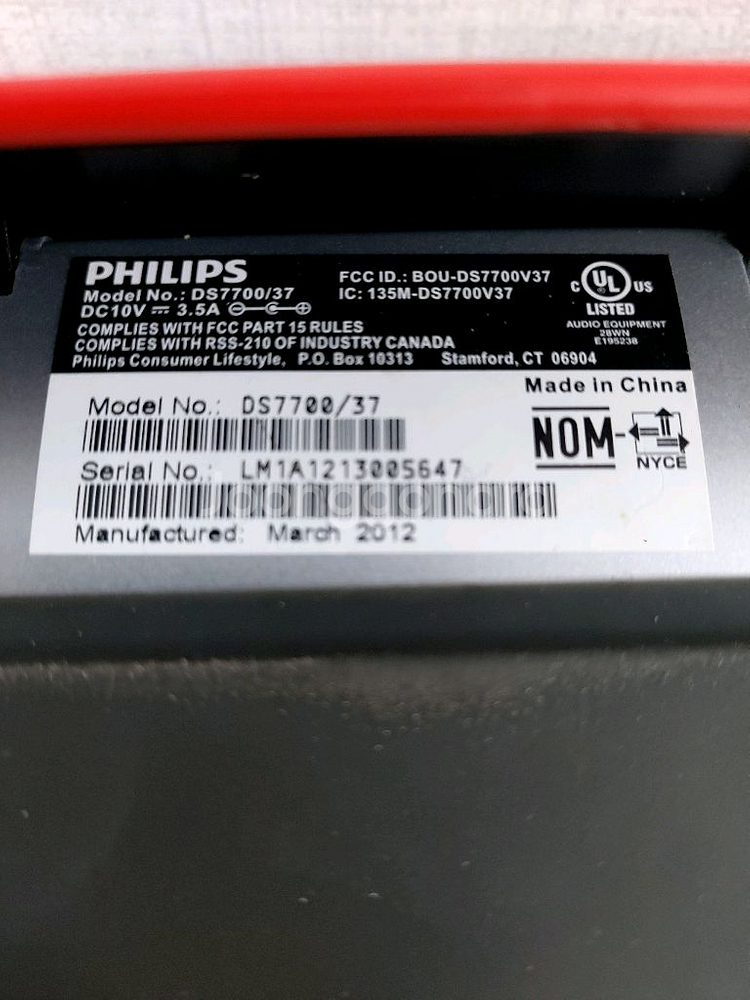 PHILIPS
Model No.: DS7700/37
DC10V ⎓ 3.5A
COMPLIES WITH FCC PART 15 RULES
COMPLIES WITH RSS-210 OF INDUSTRY CANADA
Philips Consumer Lifestyle, P.O. Box 10313 Stamford, CT 06904
FCC ID.: BOU-DS7700V37
IC: 135M-DS7700V37
C UL US
LISTED
AUDIO EQUIPMENT
28WN
E195238
Made in China
Model No.: DS7700/37
Serial No.: LM1A1213005647
Manufactured: March 2012
NOM-
NYCE